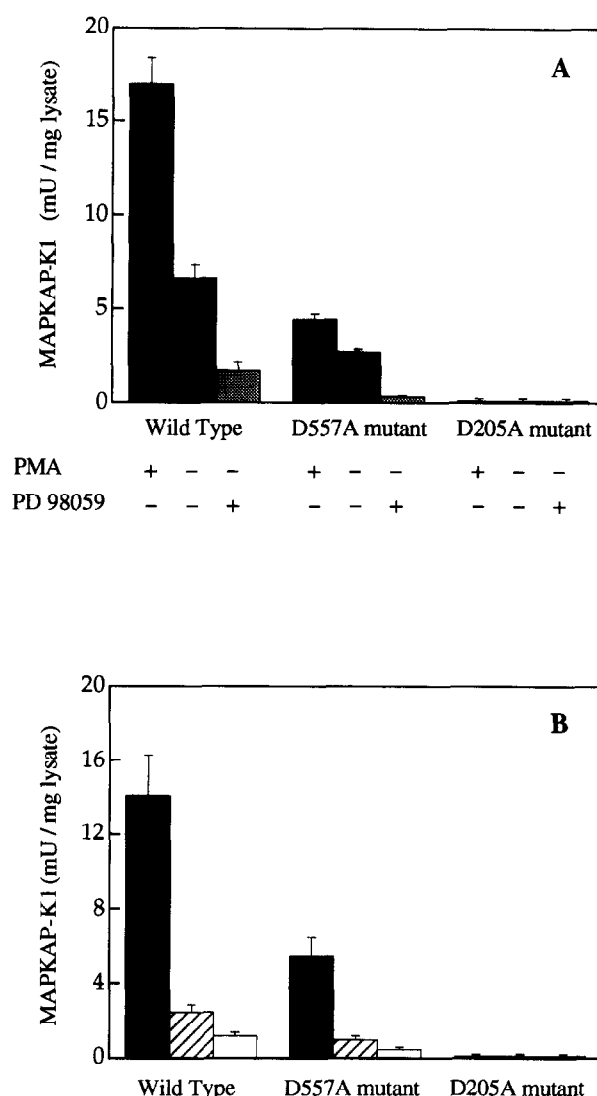 20
A
15
10
5
0
MAPKAP-K1 (mU / mg lysate)
Wild Type D557A mutant D205A mutant
PMA + – – + – – + – –
PD 98059 – – + – – + – – +
20
B
16
12
8
4
0
MAPKAP-K1 (mU / mg lysate)
Wild Type D557A mutant D205A mutant